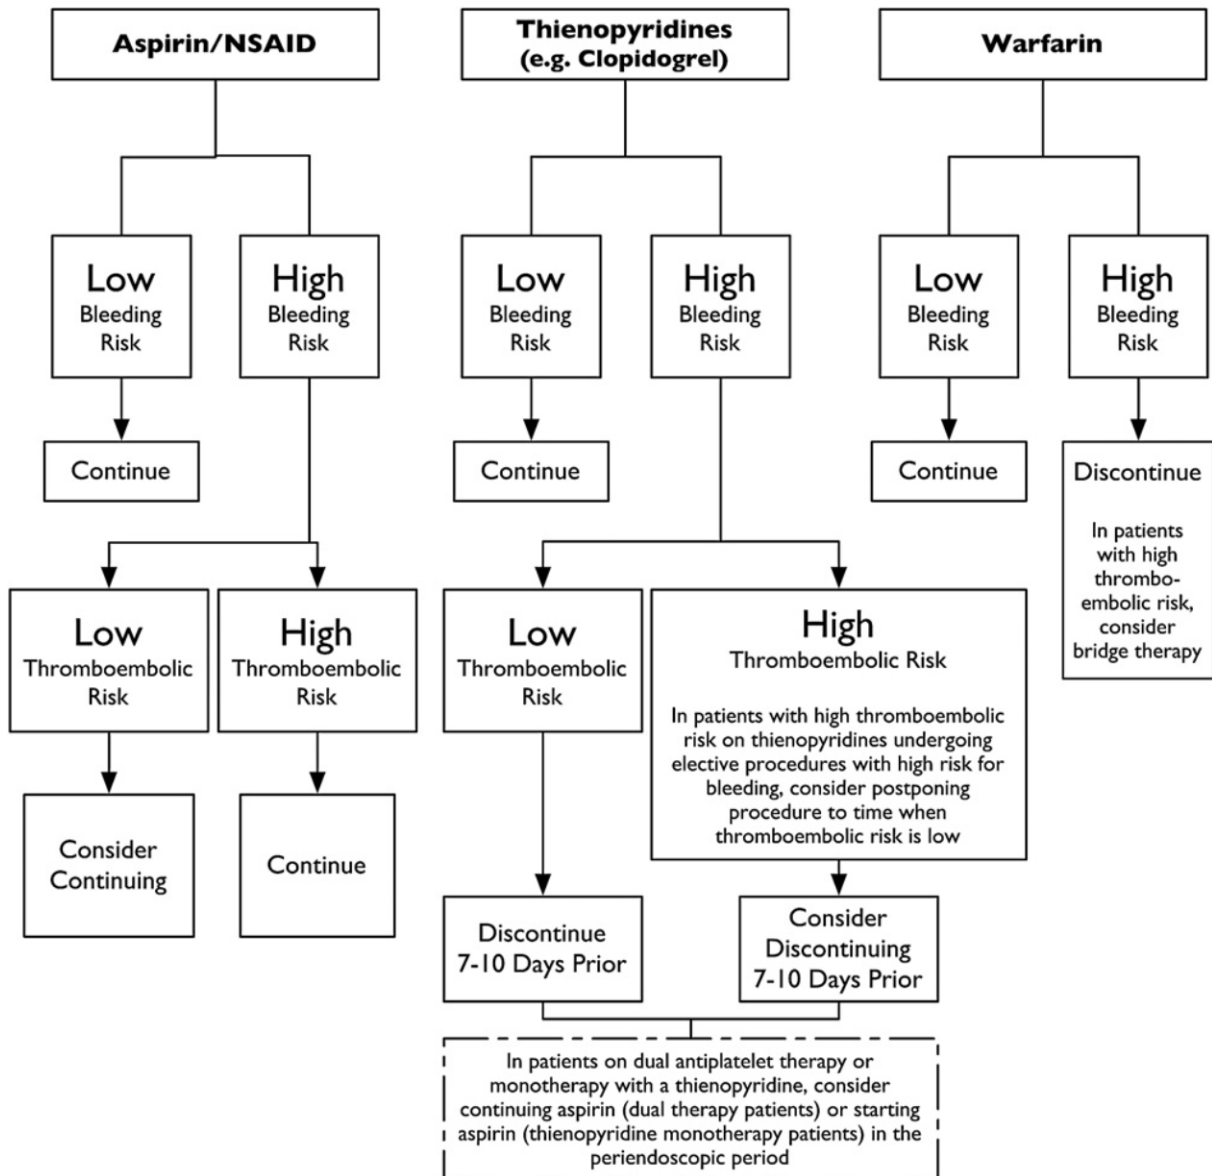 Aspirin/NSAID
Low
Bleeding
Risk
High
Bleeding
Risk
Continue
Low
Thromboembolic
Risk
High
Thromboembolic
Risk
Consider
Continuing
Continue
Thienopyridines
(e.g. Clopidogrel)
Low
Bleeding
Risk
High
Bleeding
Risk
Continue
Low
Thromboembolic
Risk
High
Thromboembolic Risk
In patients with high thromboembolic
risk on thienopyridines undergoing
elective procedures with high risk for
bleeding, consider postponing
procedure to time when
thromboembolic risk is low
Discontinue
7-10 Days Prior
Consider
Discontinuing
7-10 Days Prior
In patients on dual antiplatelet therapy or
monotherapy with a thienopyridine, consider
continuing aspirin (dual therapy patients) or starting
aspirin (thienopyridine monotherapy patients) in the
periendoscopic period
Warfarin
Low
Bleeding
Risk
High
Bleeding
Risk
Continue
Discontinue
In patients
with high
thrombo-
embolic risk,
consider
bridge therapy